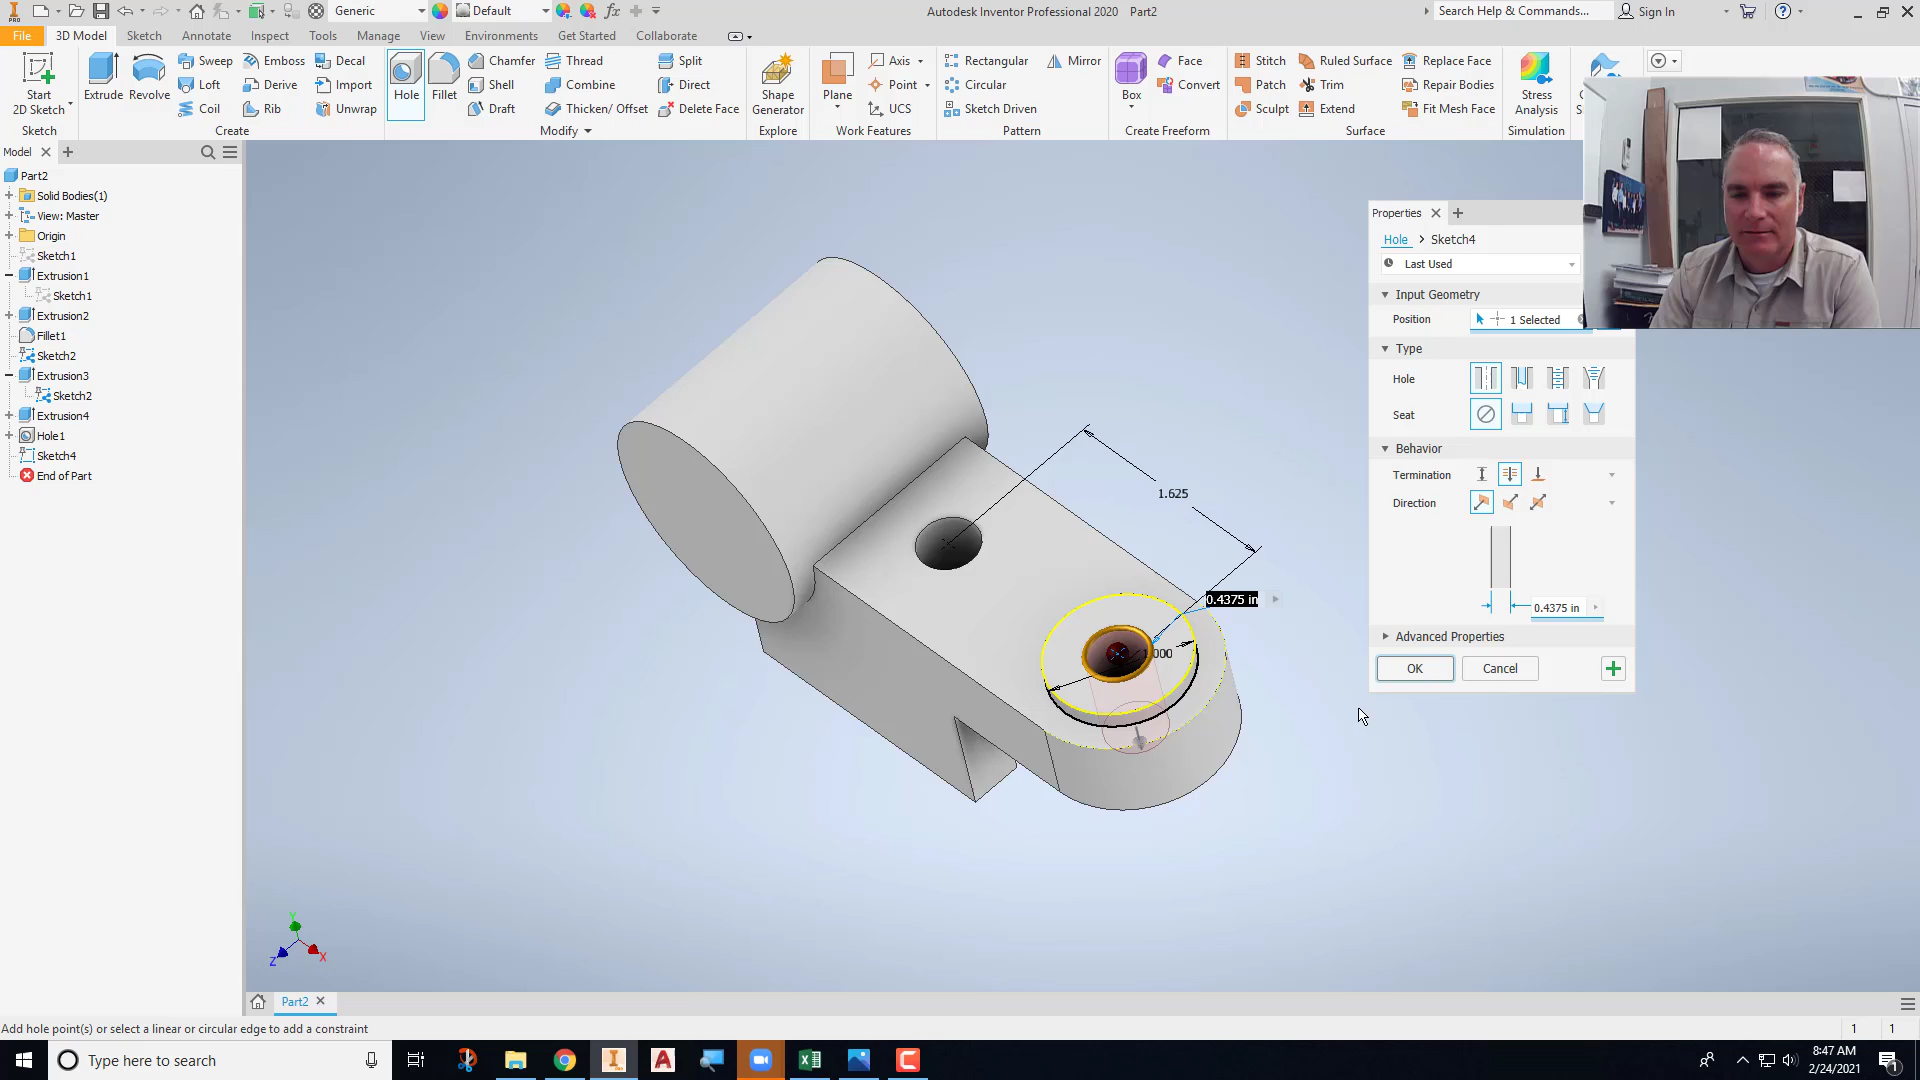 Generic
Default
Autodesk Inventor Professional 2020 Part2
Search Help & Commands...
Sign In
File 3D Model Sketch Annotate Inspect Tools Manage View Environments Get Started Collaborate
Start
2D Sketch
Sketch
Extrude
Revolve
Sweep
Loft
Coil
Emboss
Derive
Rib
Decal
Import
Unwrap
Create
Hole
Fillet
Chamfer
Shell
Draft
Thread
Combine
Thicken/ Offset
Split
Direct
Delete Face
Modify
Shape
Generator
Explore
Plane
Axis
Point
UCS
Work Features
Rectangular
Circular
Sketch Driven
Mirror
Pattern
Box
Face
Convert
Create Freeform
Stitch
Patch
Sculpt
Ruled Surface
Trim
Extend
Replace Face
Repair Bodies
Fit Mesh Face
Surface
Stress
Analysis
Simulation
Model
Part2
Solid Bodies(1)
View: Master
Origin
Sketch1
Extrusion1
Sketch1
Extrusion2
Fillet1
Sketch2
Extrusion3
Sketch2
Extrusion4
Hole1
Sketch4
End of Part
1.625
0.4375 in
Properties
Hole > Sketch4
Last Used
Input Geometry
Position 1 Selected
Type
Hole
Seat
Behavior
Termination
Direction
0.4375 in
Advanced Properties
OK Cancel
Y
Z
X
Part2
Add hole point(s) or select a linear or circular edge to add a constraint
1 1
Type here to search
8:47 AM
2/24/2021
1